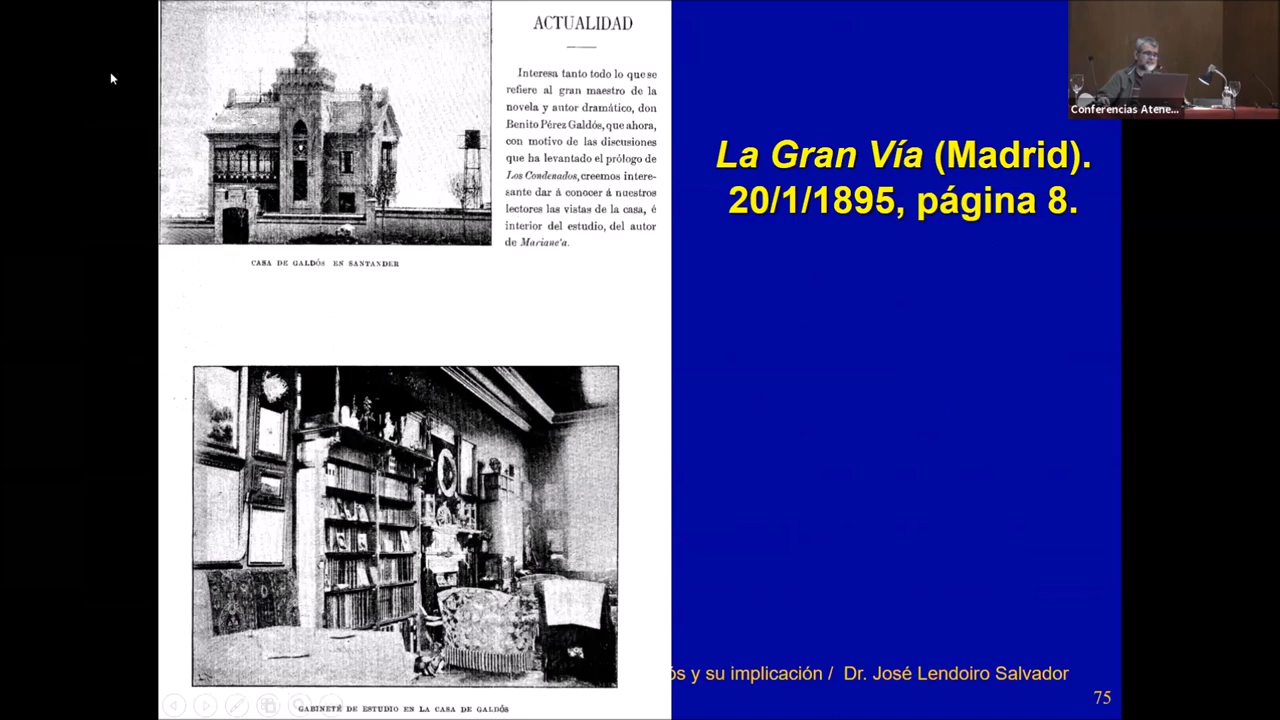 ACTUALIDAD
Interesa tanto todo lo que se
refiere al gran maestro de la
novela y autor dramático, don
Benito Pérez Galdós, que ahora,
con motivo de las discusiones
que ha levantado el prólogo de
Los Condenados, creemos intere-
sante dar á conocer á nuestros
lectores las vistas de la casa, é
interior del estudio, del autor
de
CASA DE GALDÓS EN SANTANDER
GABINETE DE ESTUDIO EN LA CASA DE GALDÓS
La Gran Vía (Madrid).
20/1/1895, página 8.
Conferencias Atene...
ós y su implicación / Dr. José Lendoiro Salvador
75